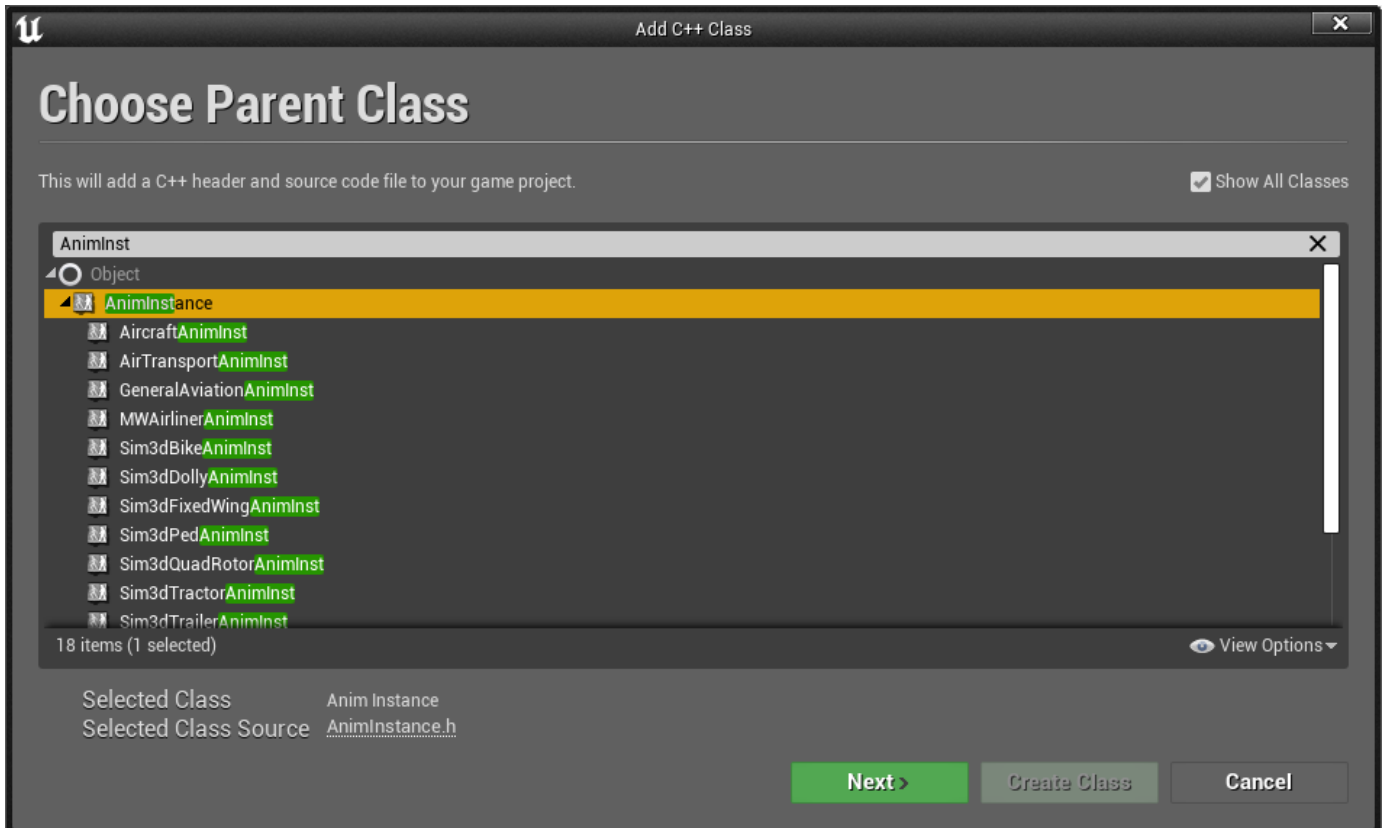 Add C++ Class
Choose Parent Class
This will add a C++ header and source code file to your game project.
Show All Classes
AnimInst
Object
AnimInstance
AircraftAnimInst
AirTransportAnimInst
GeneralAviationAnimInst
MWAirlinerAnimInst
Sim3dBikeAnimInst
Sim3dDollyAnimInst
Sim3dFixedWingAnimInst
Sim3dPedAnimInst
Sim3dQuadRotorAnimInst
Sim3dTractorAnimInst
Sim3dTrailerAnimInst
18 items (1 selected)
View Options
Selected Class Anim Instance
Selected Class Source AnimInstance.h
Next > Create Class Cancel